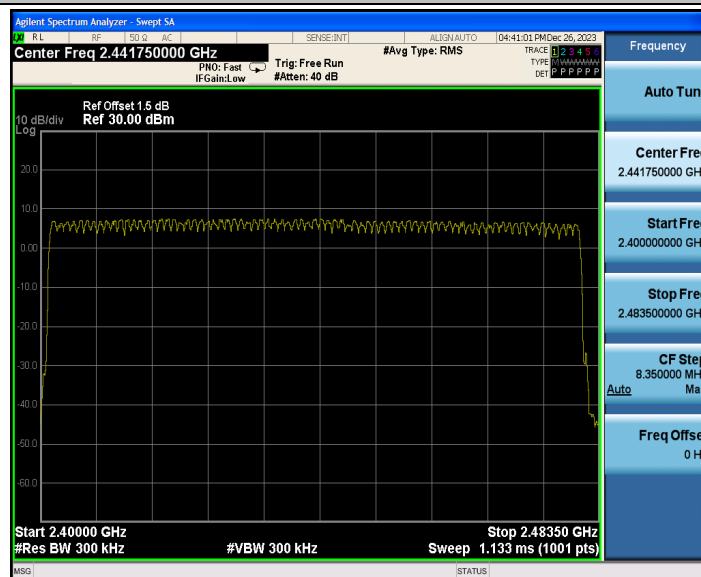 Agilent Spectrum Analyzer - Swept SA
LXI RL RF 50 Ω AC SENSE:INT ALIGN AUTO 04:41:01 PM Dec 26, 2023
Center Freq 2.441750000 GHz #Avg Type: RMS TRACE 1 2 3 4 5 6
PNO: Fast Trig: Free Run TYPE MWWWWW
IFGain:Low #Atten: 40 dB DET P P P P P P
Ref Offset 1.5 dB
10 dB/div Ref 30.00 dBm
Log
20.0
10.0
0.00
-10.0
-20.0
-30.0
-40.0
-50.0
-60.0
Start 2.40000 GHz Stop 2.48350 GHz
#Res BW 300 kHz #VBW 300 kHz Sweep 1.133 ms (1001 pts)
MSG STATUS
Frequency
Auto Tun
Center Fre
2.441750000 GH
Start Fre
2.400000000 GH
Stop Fre
2.483500000 GH
CF Step
8.350000 MH
Auto Ma
Freq Offse
0 H